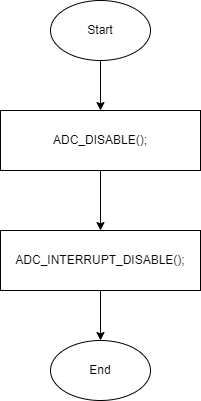 Start
ADC_DISABLE();
ADC_INTERRUPT_DISABLE();
End